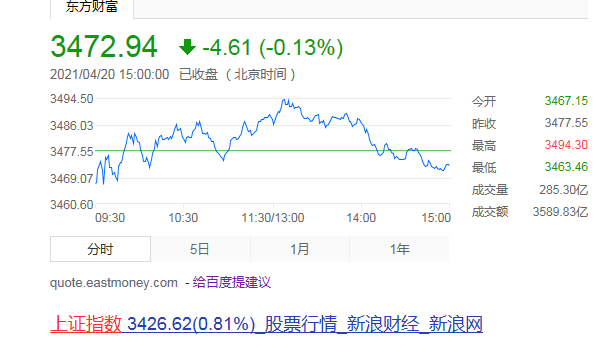 东方财富
3472.94 -4.61 (-0.13%)
2021/04/20 15:00:00 已收盘 （北京时间）
3494.50
3486.03
3477.55
3469.07
3460.60
09:30 10:30 11:30/13:00 14:00 15:00
今开 3467.15
昨收 3477.55
最高 3494.30
最低 3463.46
成交量 285.30亿
成交额 3589.83亿
分时 5日 1月 1年
quote.eastmoney.com - 给百度提建议
上证指数 3426.62(0.81%)_股票行情_新浪财经_新浪网